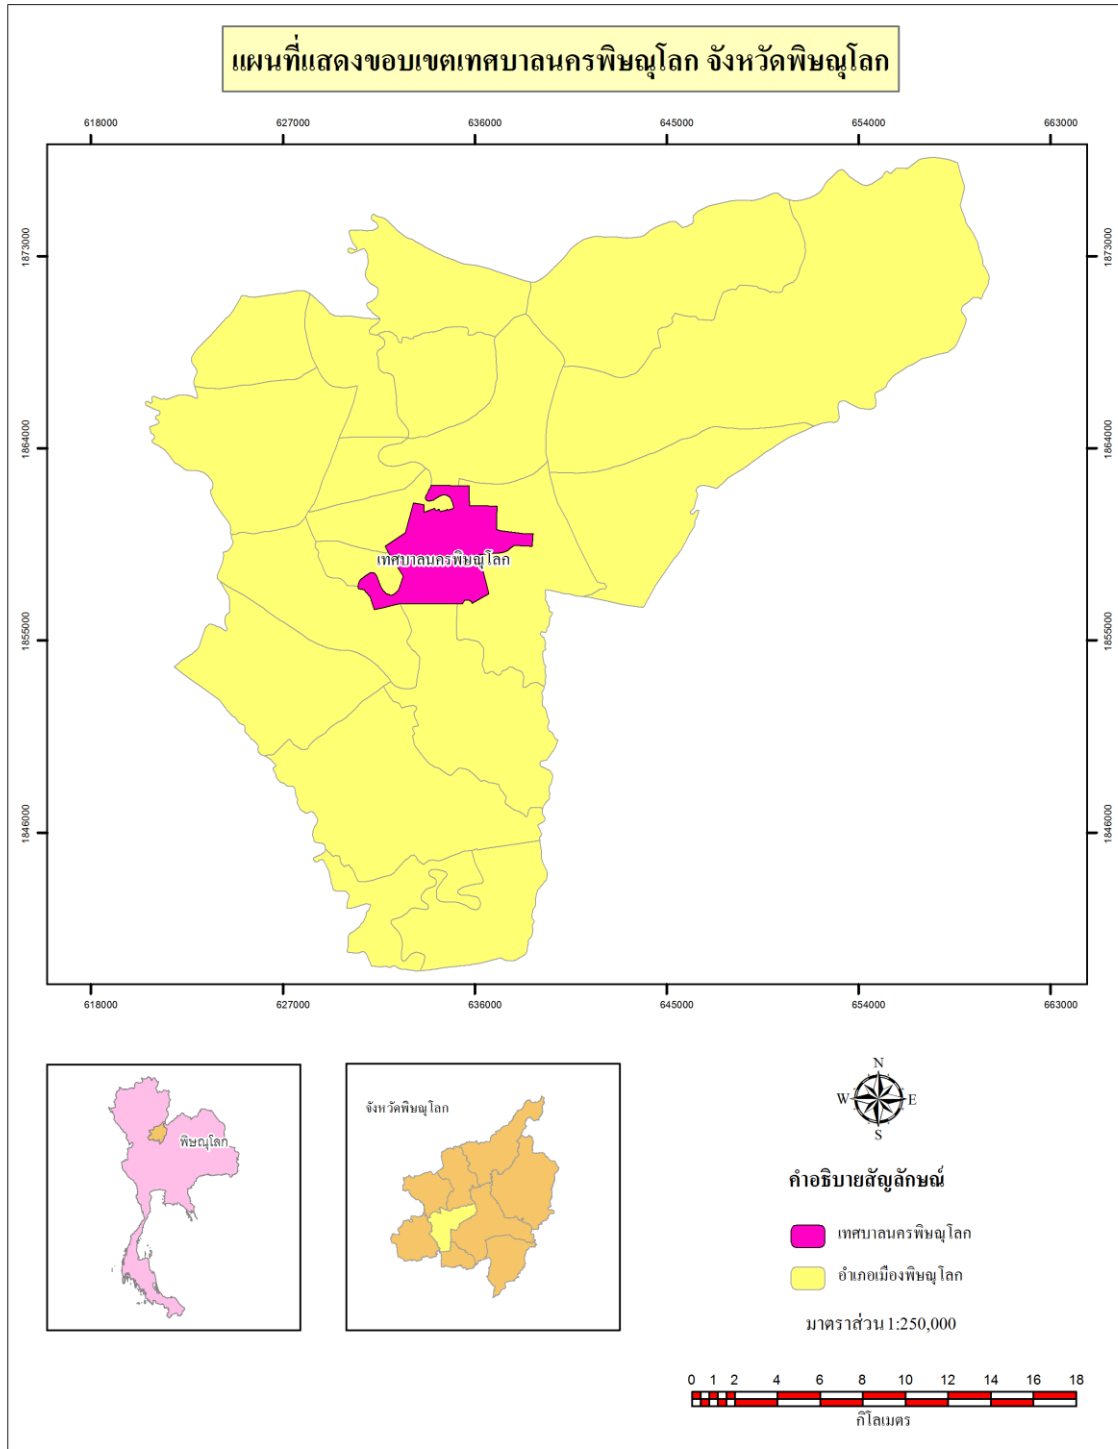 แผนที่แสดงขอบเขตเทศบาลนครพิษณุโลก จังหวัดพิษณุโลก
618000 627000 636000 645000 654000 663000
1873000 1873000
1864000 1864000
เทศบาลนครพิษณุโลก
1855000 1855000
1846000 1846000
618000 627000 636000 645000 654000 663000
พิษณุโลก
จังหวัดพิษณุโลก
N
W E
S
คำอธิบายสัญลักษณ์
เทศบาลนครพิษณุโลก
อำเภอเมืองพิษณุโลก
มาตราส่วน 1:250,000
0 1 2 4 6 8 10 12 14 16 18
กิโลเมตร